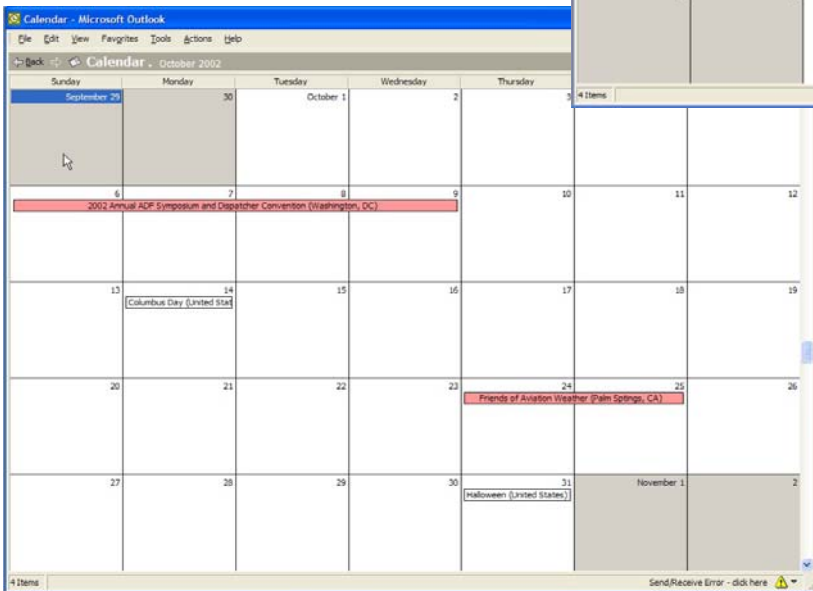 Calendar - Microsoft Outlook
File Edit View Favorites Tools Actions Help
Back Calendar . October 2002
Sunday Monday Tuesday Wednesday Thursday
4 Items
September 29 30 October 1 2 3
6 7 8 9 10 11 12
2002 Annual ADF Symposium and Dispatcher Convention (Washington, DC)
13 14 15 16 17 18 19
Columbus Day (United Stat
20 21 22 23 24 25 26
Friends of Aviation Weather (Palm Sptings, CA)
27 28 29 30 31 November 1 2
Halloween (United States)
4 Items Send/Receive Error - click here